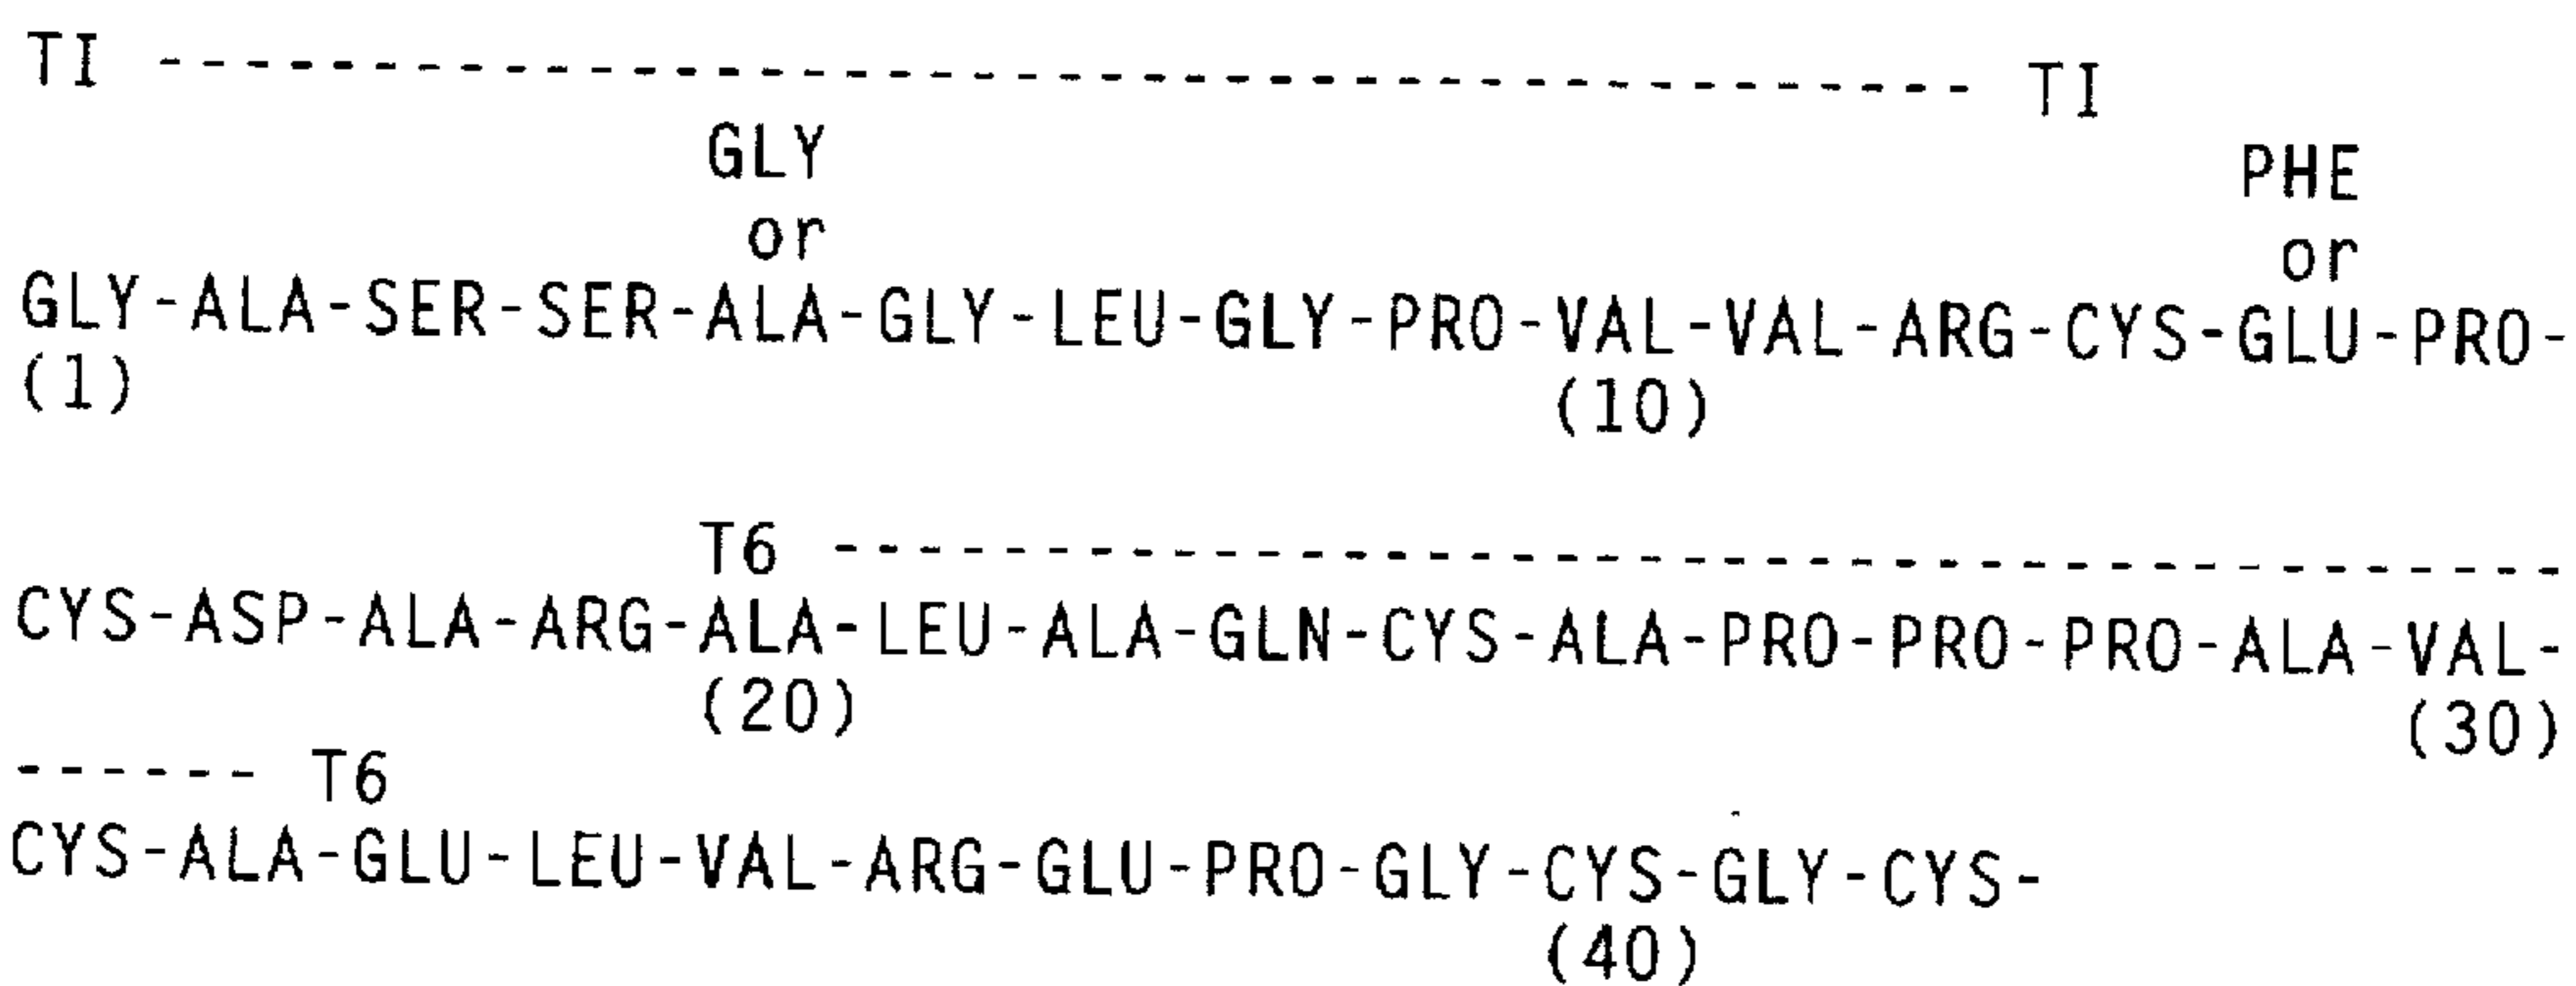 TI ------------------------------------------- TI
GLY PHE
or or
GLY-ALA-SER-SER-ALA-GLY-LEU-GLY-PRO-VAL-VAL-ARG-CYS-GLU-PRO-
(1) (10)
T6 -----------------------------------------
CYS-ASP-ALA-ARG-ALA-LEU-ALA-GLN-CYS-ALA-PRO-PRO-PRO-ALA-VAL-
(20) (30)
------ T6
CYS-ALA-GLU-LEU-VAL-ARG-GLU-PRO-GLY-CYS-GLY-CYS-
(40)